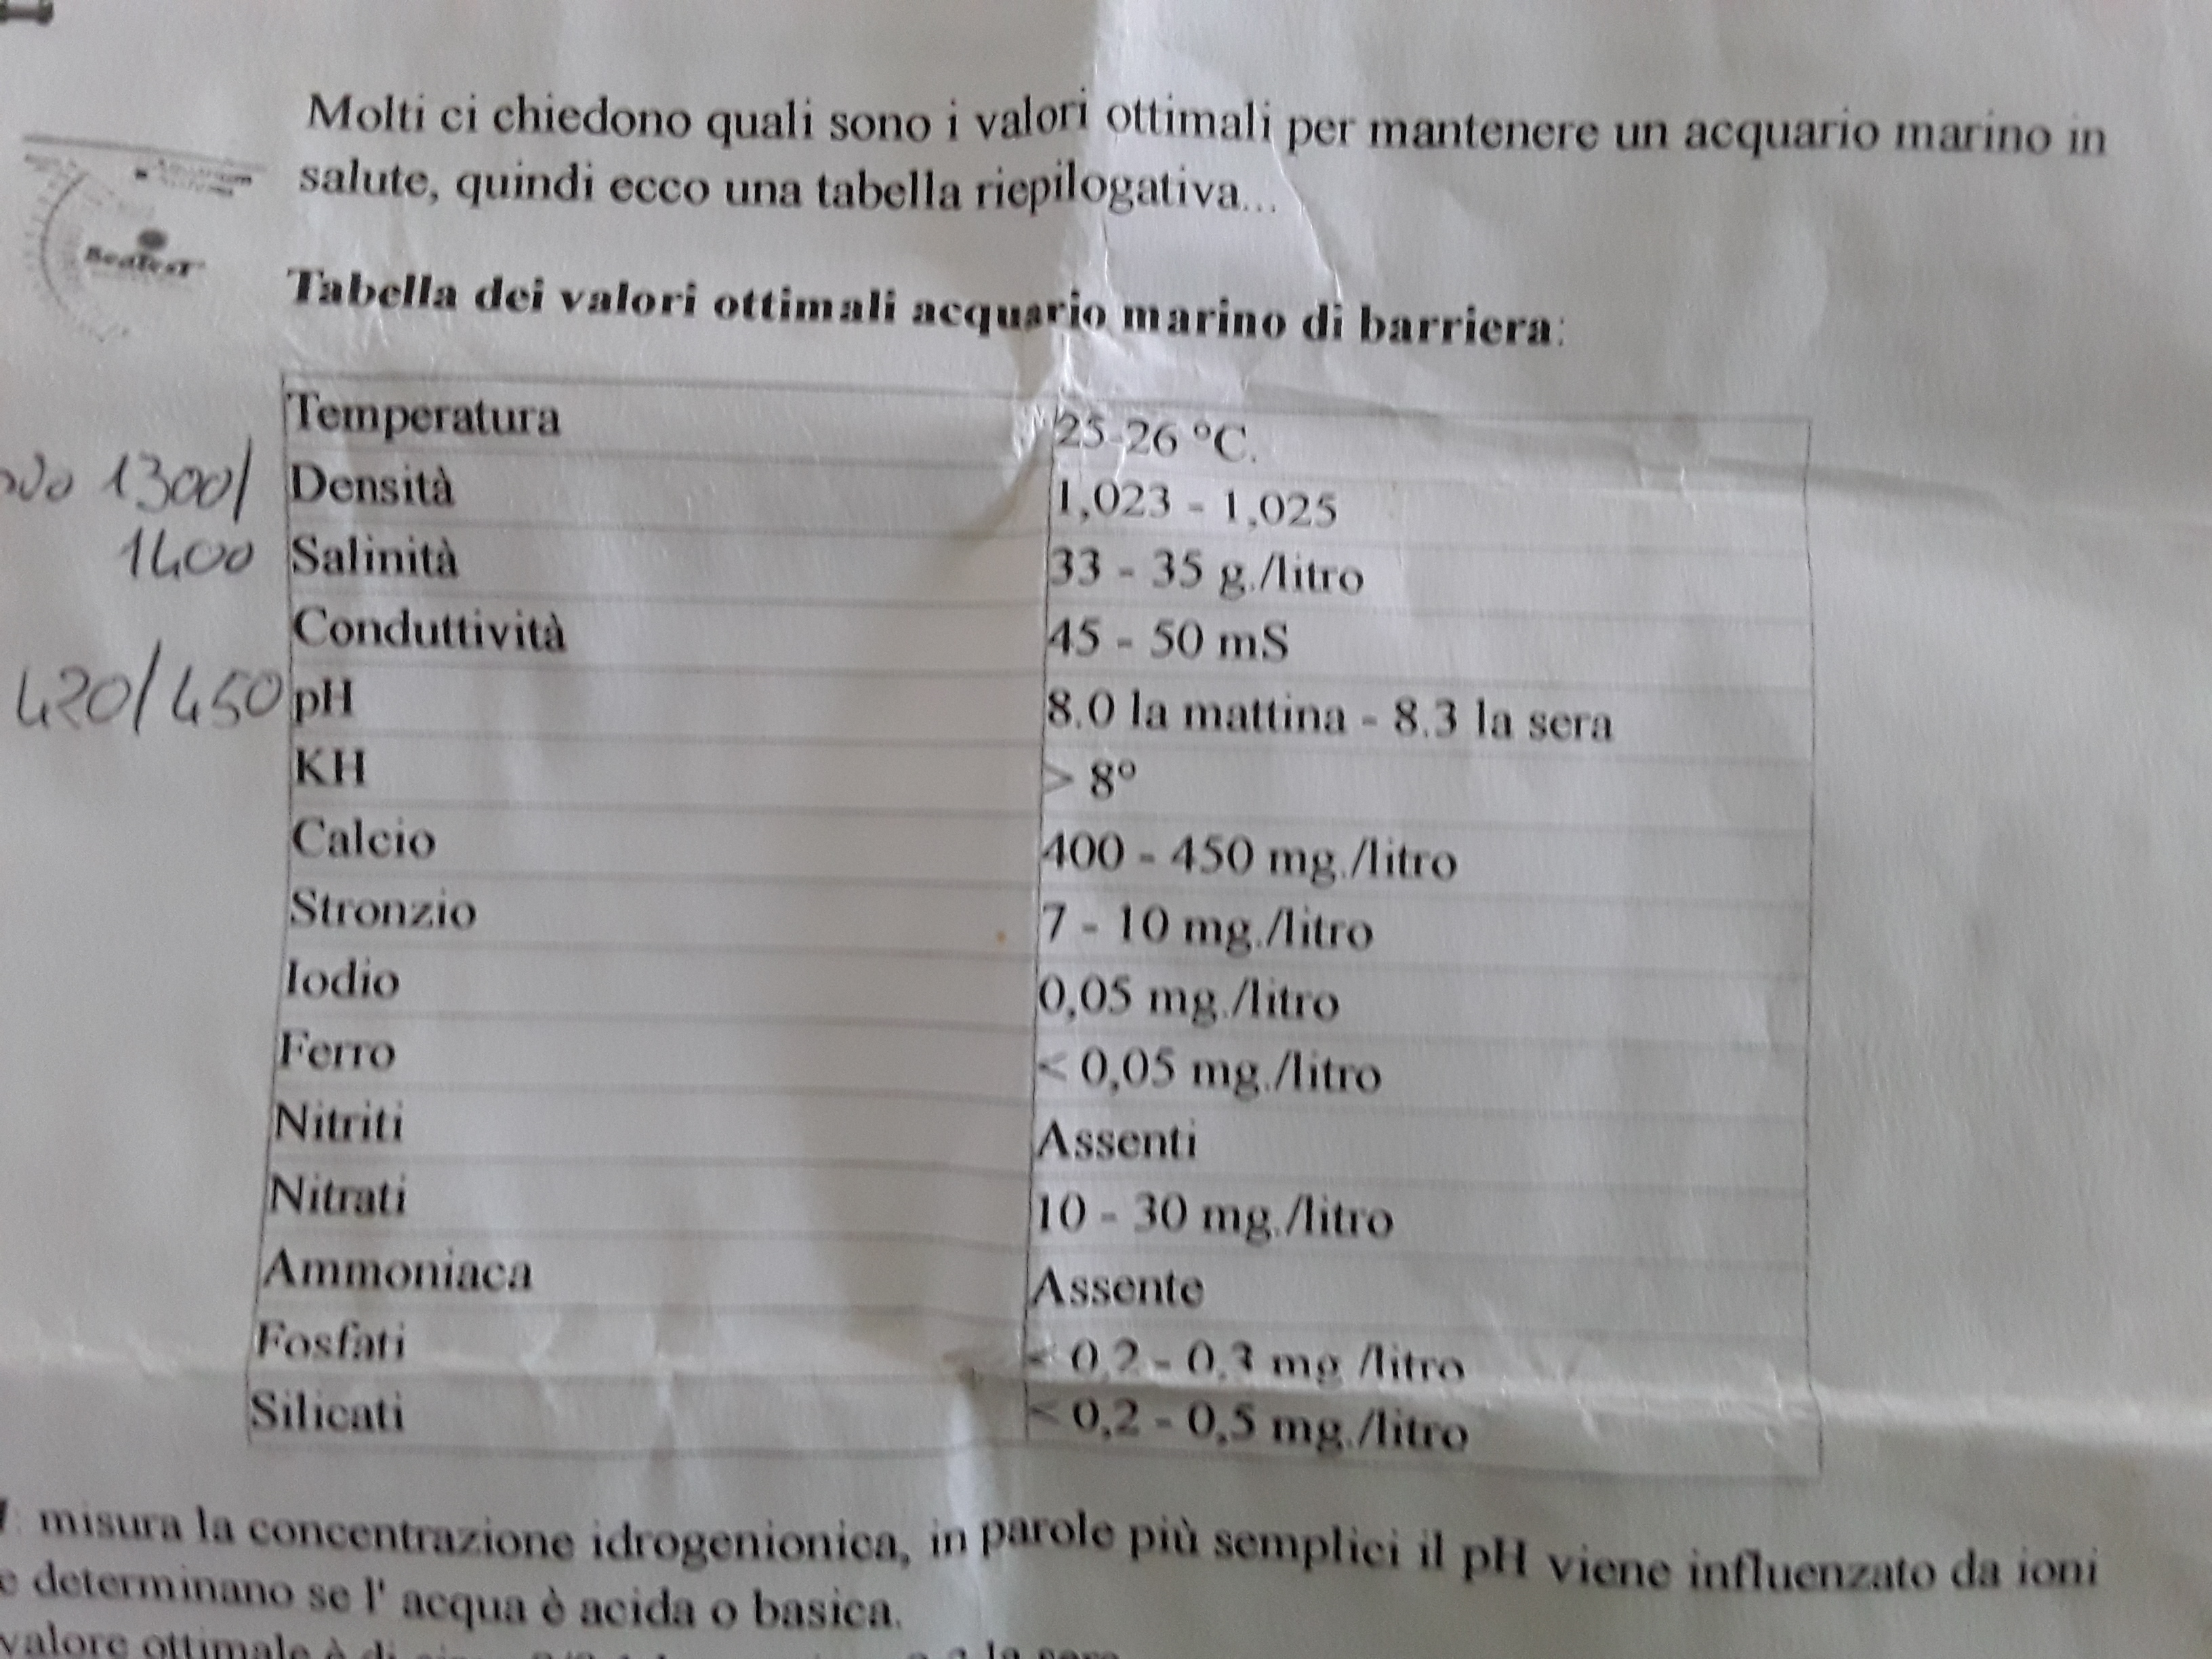 Molti ci chiedono quali sono i valori ottimali per mantenere un acquario marino in
salute, quindi ecco una tabella riepilogativa...
SeaTest
Tabella dei valori ottimali acquario marino di barriera:
Temperatura 25-26 °C.
1300/ Densità 1,023 - 1,025
1400 Salinità 33 - 35 g./litro
Conduttività 45 - 50 mS
420/450 pH 8.0 la mattina - 8.3 la sera
KH > 8°
Calcio 400 - 450 mg./litro
Stronzio 7 - 10 mg./litro
Iodio 0,05 mg./litro
Ferro < 0,05 mg./litro
Nitriti Assenti
Nitrati 10 - 30 mg./litro
Ammoniaca Assente
Fosfati < 0,2 - 0,3 mg./litro
Silicati < 0,2 - 0,5 mg./litro
misura la concentrazione idrogenionica, in parole più semplici il pH viene influenzato da ioni
e determinano se l' acqua è acida o basica.
valore ottimale è di la sera